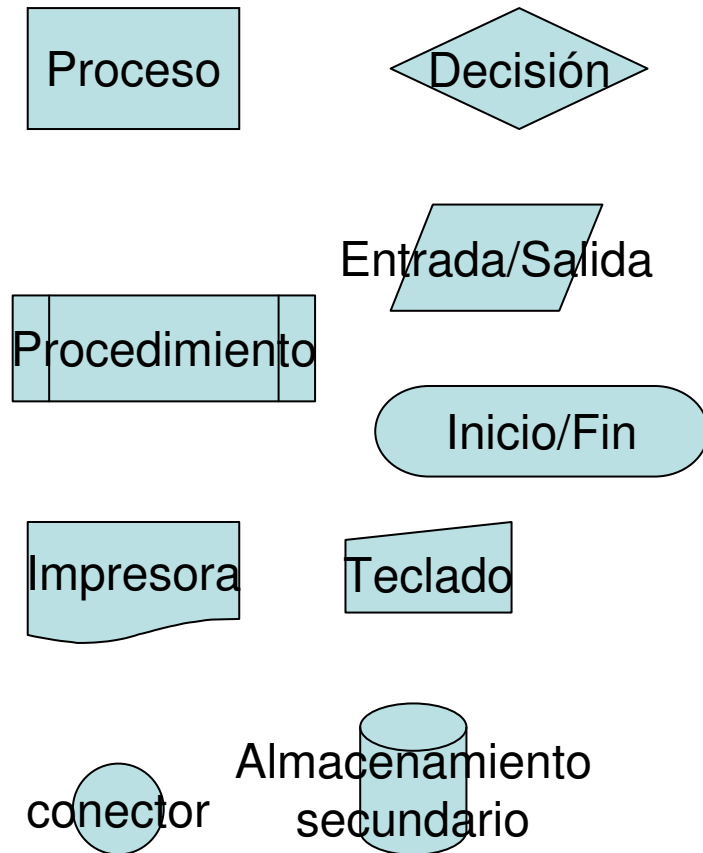 Proceso
Decisión
Entrada/Salida
Procedimiento
Inicio/Fin
Impresora
Teclado
Almacenamiento
secundario
conector